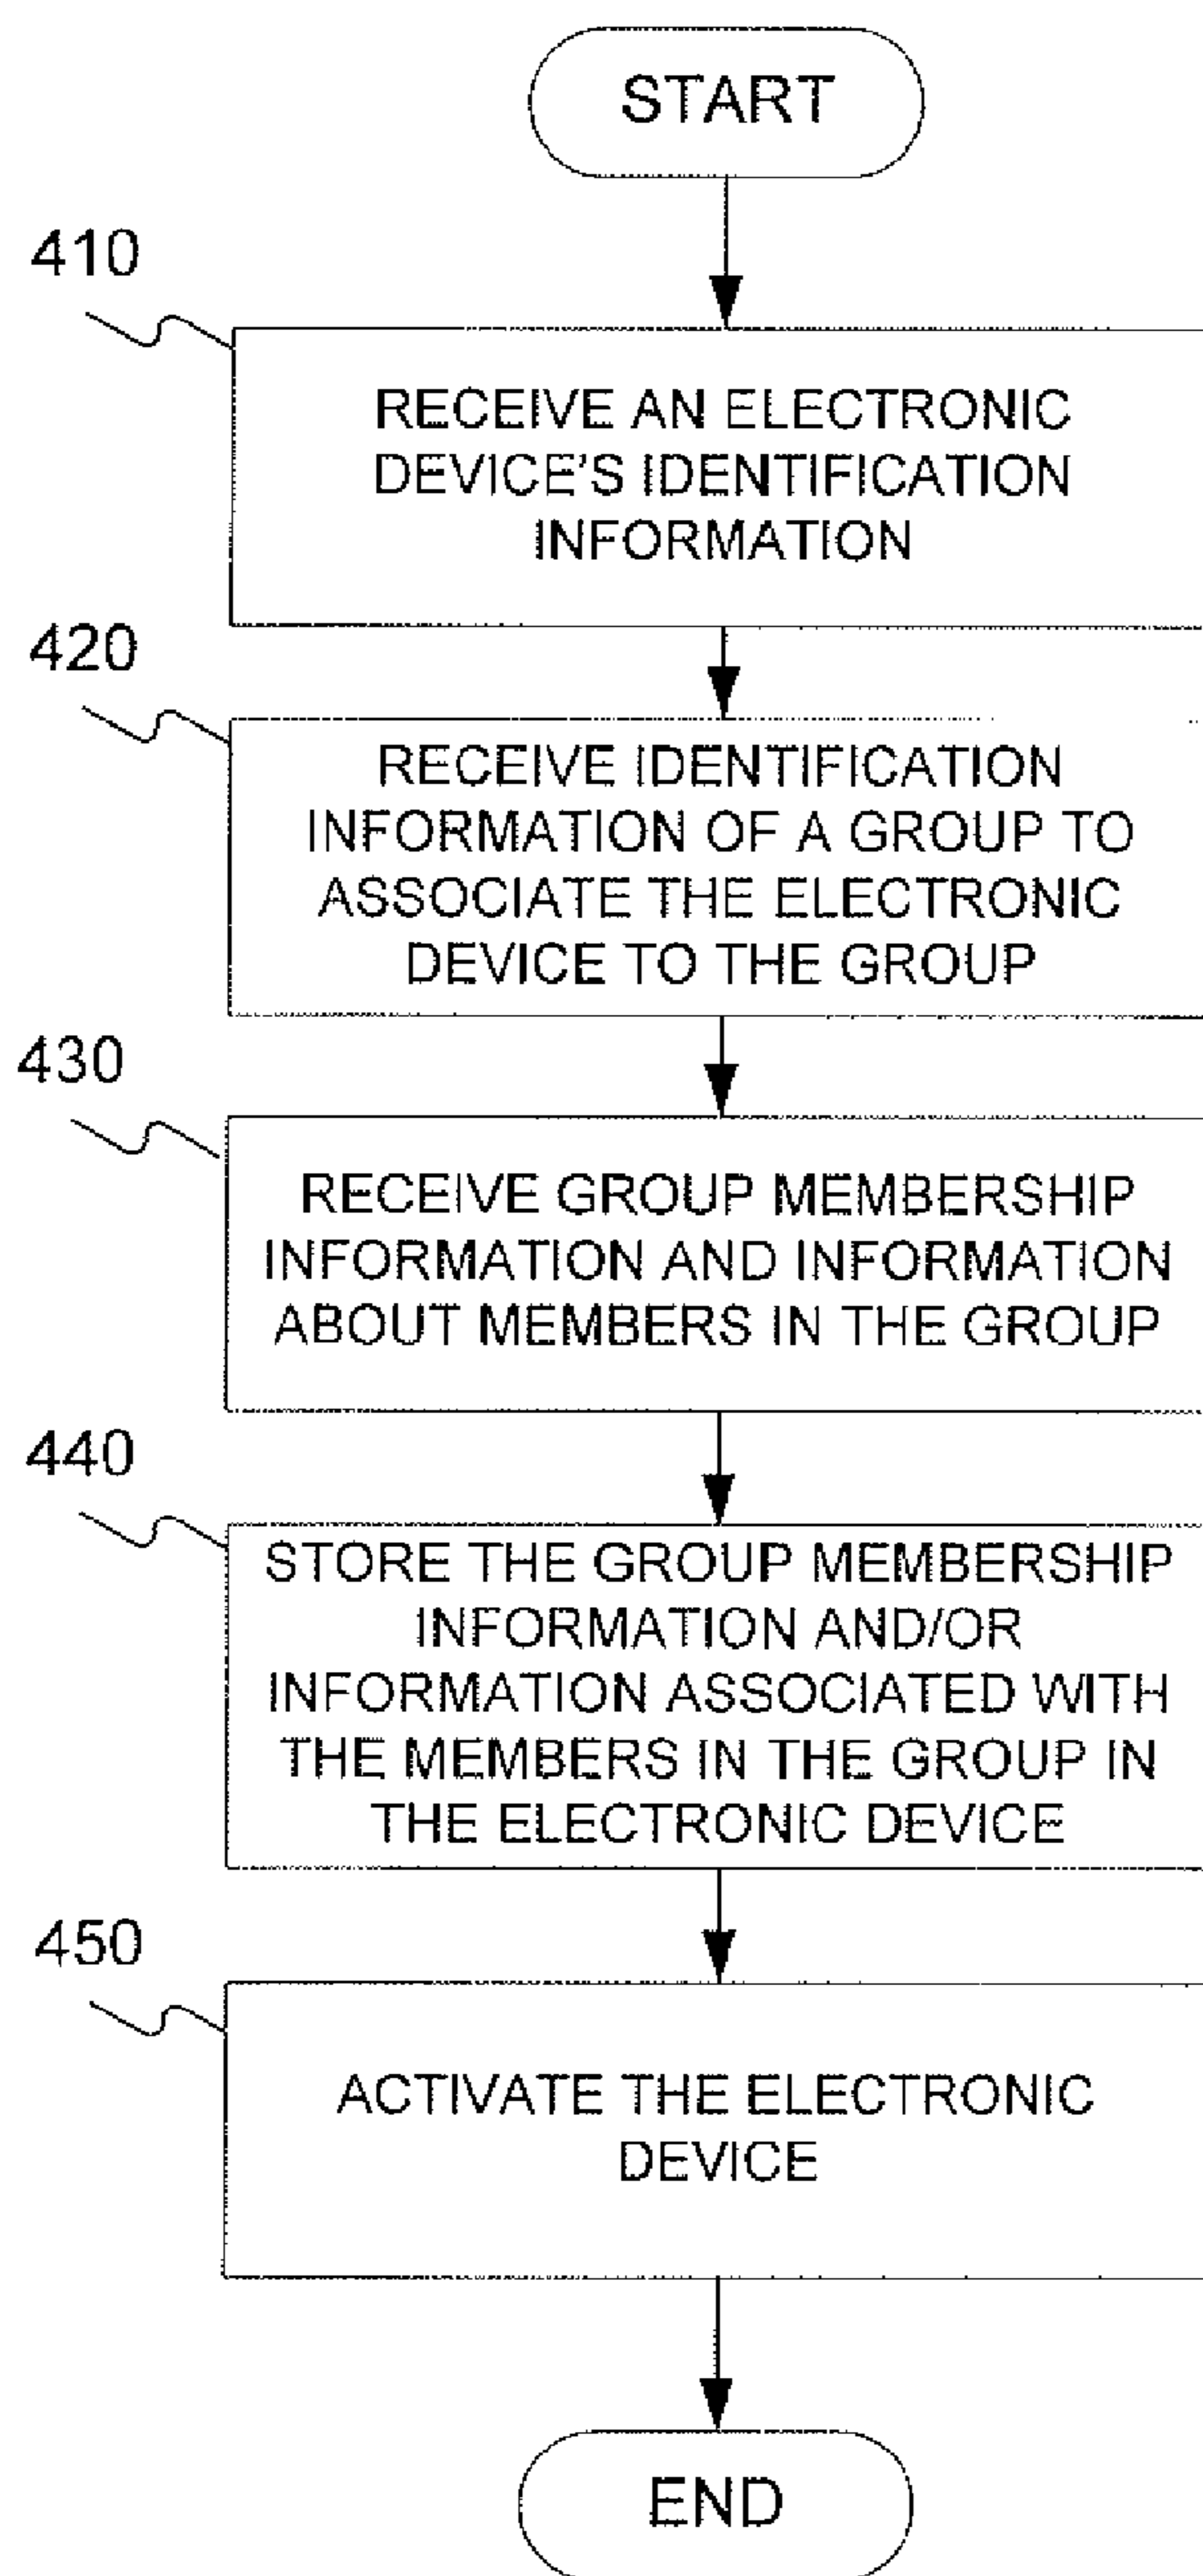 START
410
RECEIVE AN ELECTRONIC
DEVICE'S IDENTIFICATION
INFORMATION
420
RECEIVE IDENTIFICATION
INFORMATION OF A GROUP TO
ASSOCIATE THE ELECTRONIC
DEVICE TO THE GROUP
430
RECEIVE GROUP MEMBERSHIP
INFORMATION AND INFORMATION
ABOUT MEMBERS IN THE GROUP
440
STORE THE GROUP MEMBERSHIP
INFORMATION AND/OR
INFORMATION ASSOCIATED WITH
THE MEMBERS IN THE GROUP IN
THE ELECTRONIC DEVICE
450
ACTIVATE THE ELECTRONIC
DEVICE
END